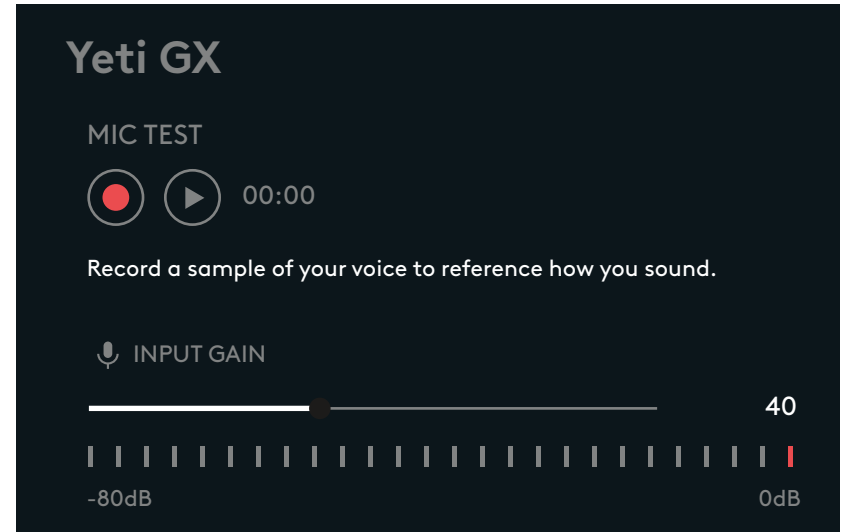 Yeti GX
MIC TEST
00:00
Record a sample of your voice to reference how you sound.
INPUT GAIN
40
-80dB 0dB